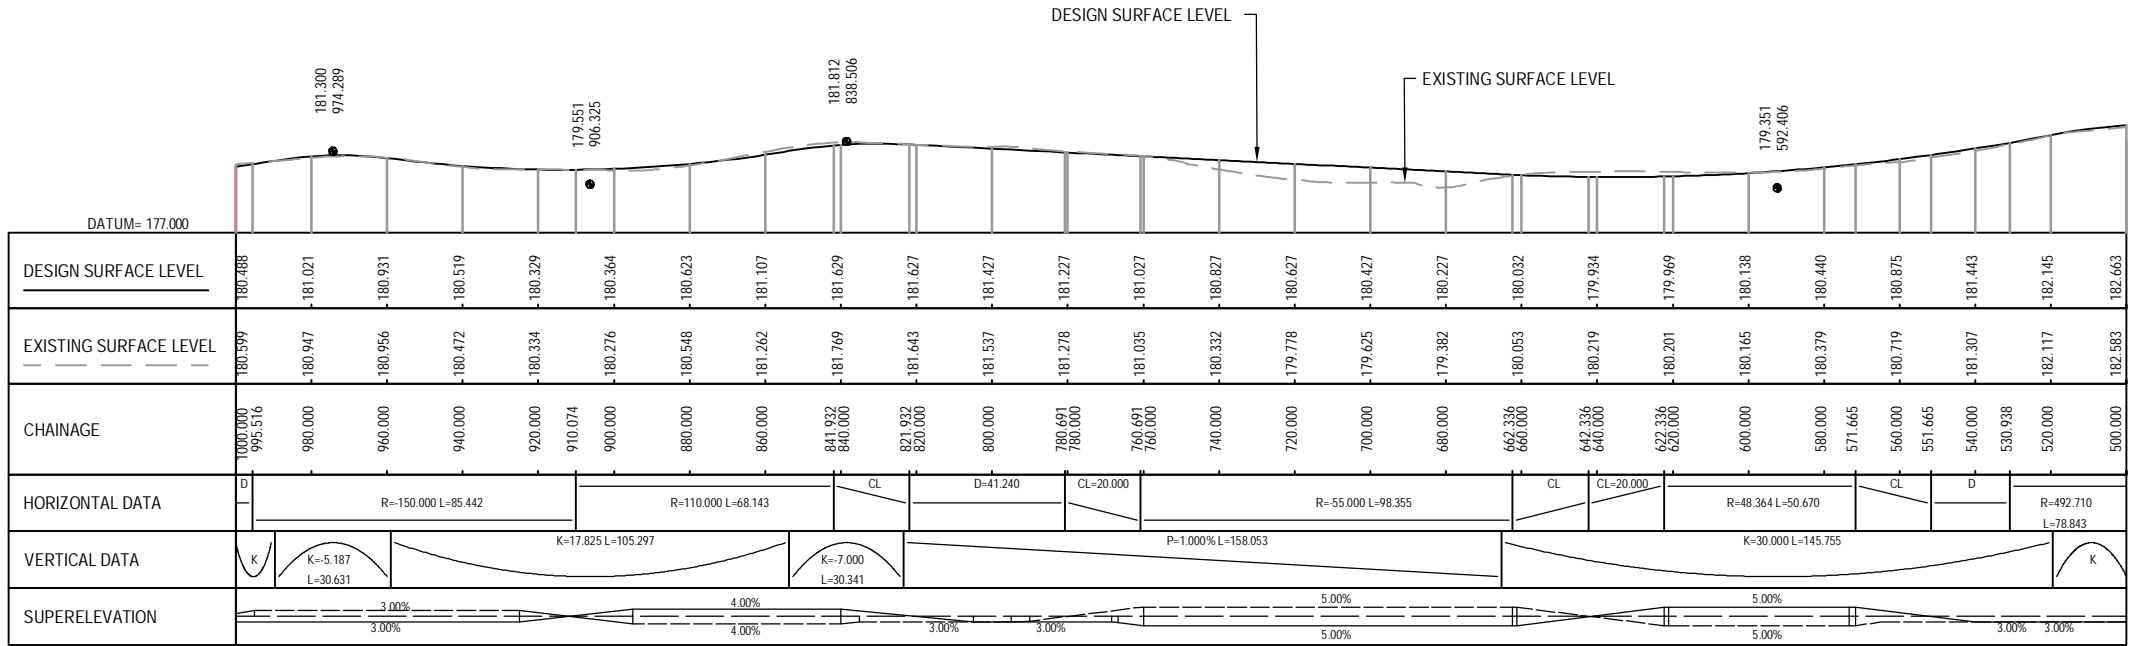 DESIGN SURFACE LEVEL
EXISTING SURFACE LEVEL
181.300
974.289
179.551
906.325
181.812
838.506
179.351
592.406
DATUM= 177.000
DESIGN SURFACE LEVEL
180.488 181.021 180.931 180.519 180.329 180.364 180.623 181.107 181.629 181.627 181.427 181.227 181.027 180.827 180.627 180.427 180.227 180.032 179.934 179.969 180.138 180.440 180.875 181.443 182.145 182.663
EXISTING SURFACE LEVEL
180.599 180.947 180.956 180.472 180.334 180.276 180.548 181.262 181.769 181.643 181.537 181.278 181.035 180.332 179.778 179.625 179.382 180.053 180.219 180.201 180.165 180.379 180.719 181.307 182.117 182.583
CHAINAGE
1000.000 995.516 980.000 960.000 940.000 920.000 910.074 900.000 880.000 860.000 841.932 840.000 821.932 820.000 800.000 780.691 780.000 760.691 760.000 740.000 720.000 700.000 680.000 662.336 660.000 642.336 640.000 622.336 620.000 600.000 580.000 571.665 560.000 551.665 540.000 530.938 520.000 500.000
HORIZONTAL DATA
D
R=-150.000 L=85.442
R=110.000 L=68.143
CL
D=41.240
CL=20.000
R=-55.000 L=98.355
CL
CL=20.000
R=48.364 L=50.670
CL
D
R=492.710
L=78.843
VERTICAL DATA
K
K=-5.187
L=30.631
K=17.825 L=105.297
K=-7.000
L=30.341
P=1.000% L=158.053
K=30.000 L=145.755
K
SUPERELEVATION
3.00%
3.00%
4.00%
4.00%
3.00%
3.00%
5.00%
5.00%
5.00%
5.00%
3.00%
3.00%